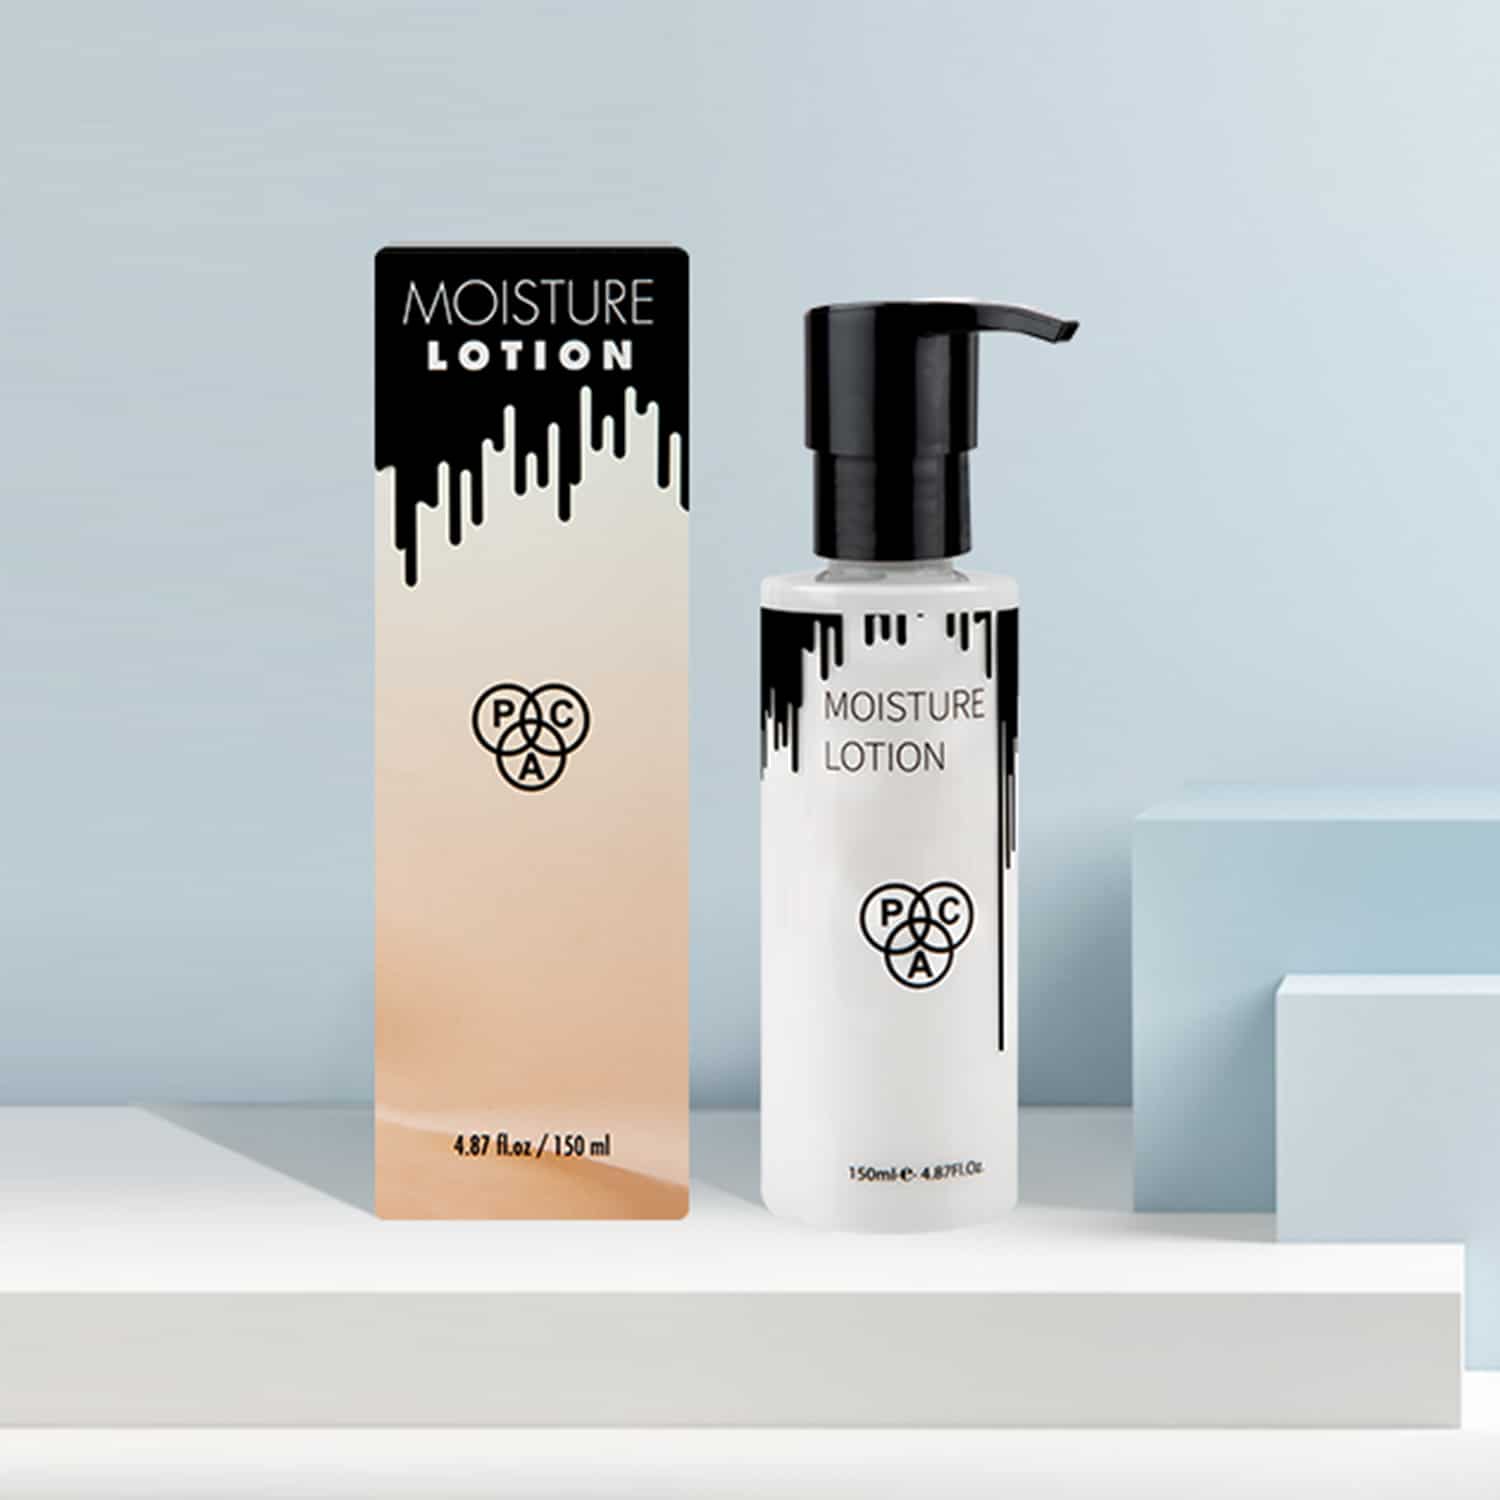 MOISTURE
LOTION
P C
A
4.87 fl.oz / 150 ml
MOISTURE
LOTION
P C
A
150ml e 4.87Fl.Oz.